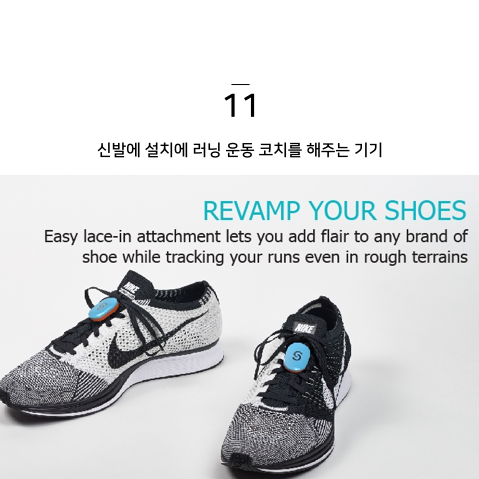 11
신발에 설치에 러닝 운동 코치를 해주는 기기
REVAMP YOUR SHOES
Easy lace-in attachment lets you add flair to any brand of
shoe while tracking your runs even in rough terrains
NIKE
NIKE
S